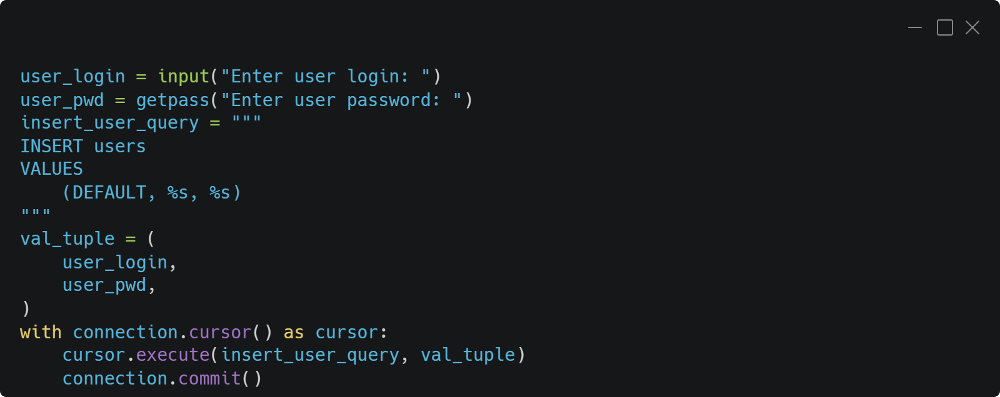 user_login = input("Enter user login: ")
user_pwd = getpass("Enter user password: ")
insert_user_query = """
INSERT users
VALUES
    (DEFAULT, %s, %s)
"""
val_tuple = (
    user_login,
    user_pwd,
)
with connection.cursor() as cursor:
    cursor.execute(insert_user_query, val_tuple)
    connection.commit()